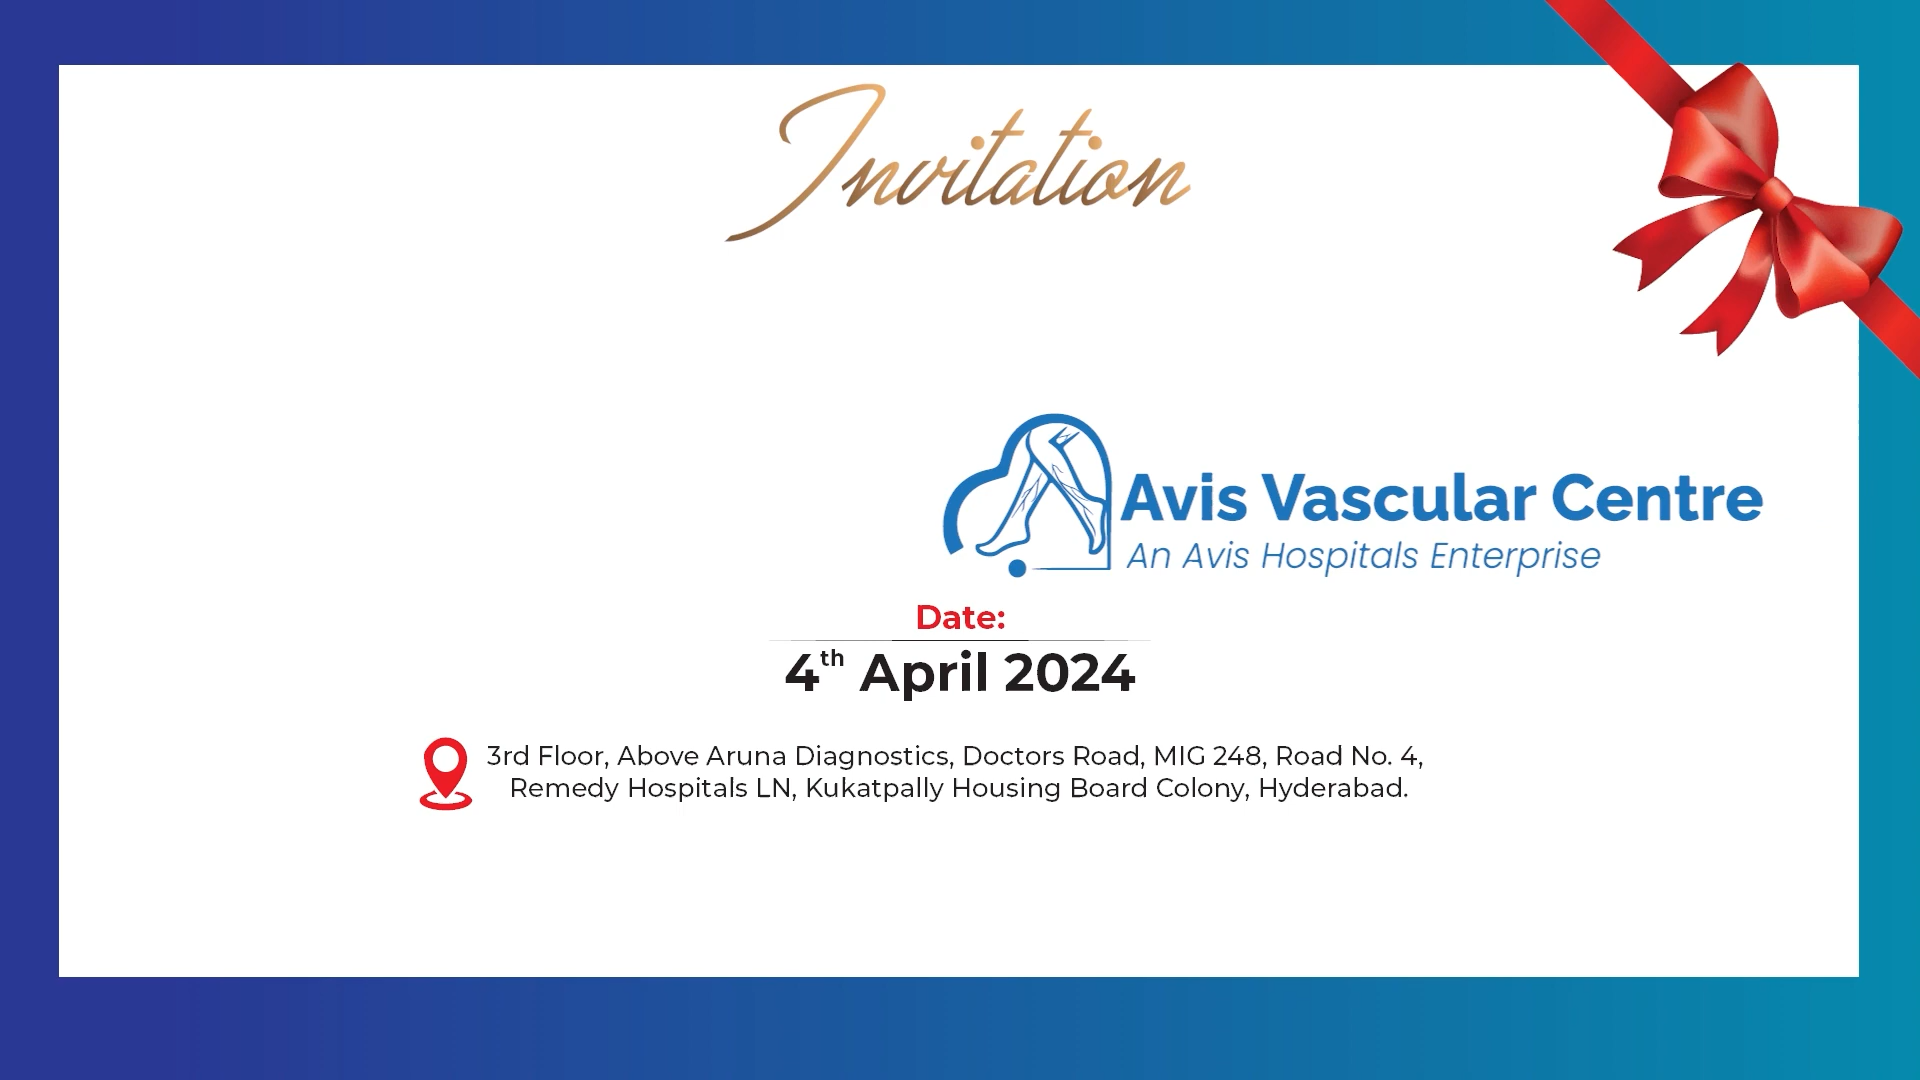 Invitation
Avis Vascular Centre
An Avis Hospitals Enterprise
Date:
4th April 2024
3rd Floor, Above Aruna Diagnostics, Doctors Road, MIG 248, Road No. 4,
Remedy Hospitals LN, Kukatpally Housing Board Colony, Hyderabad.